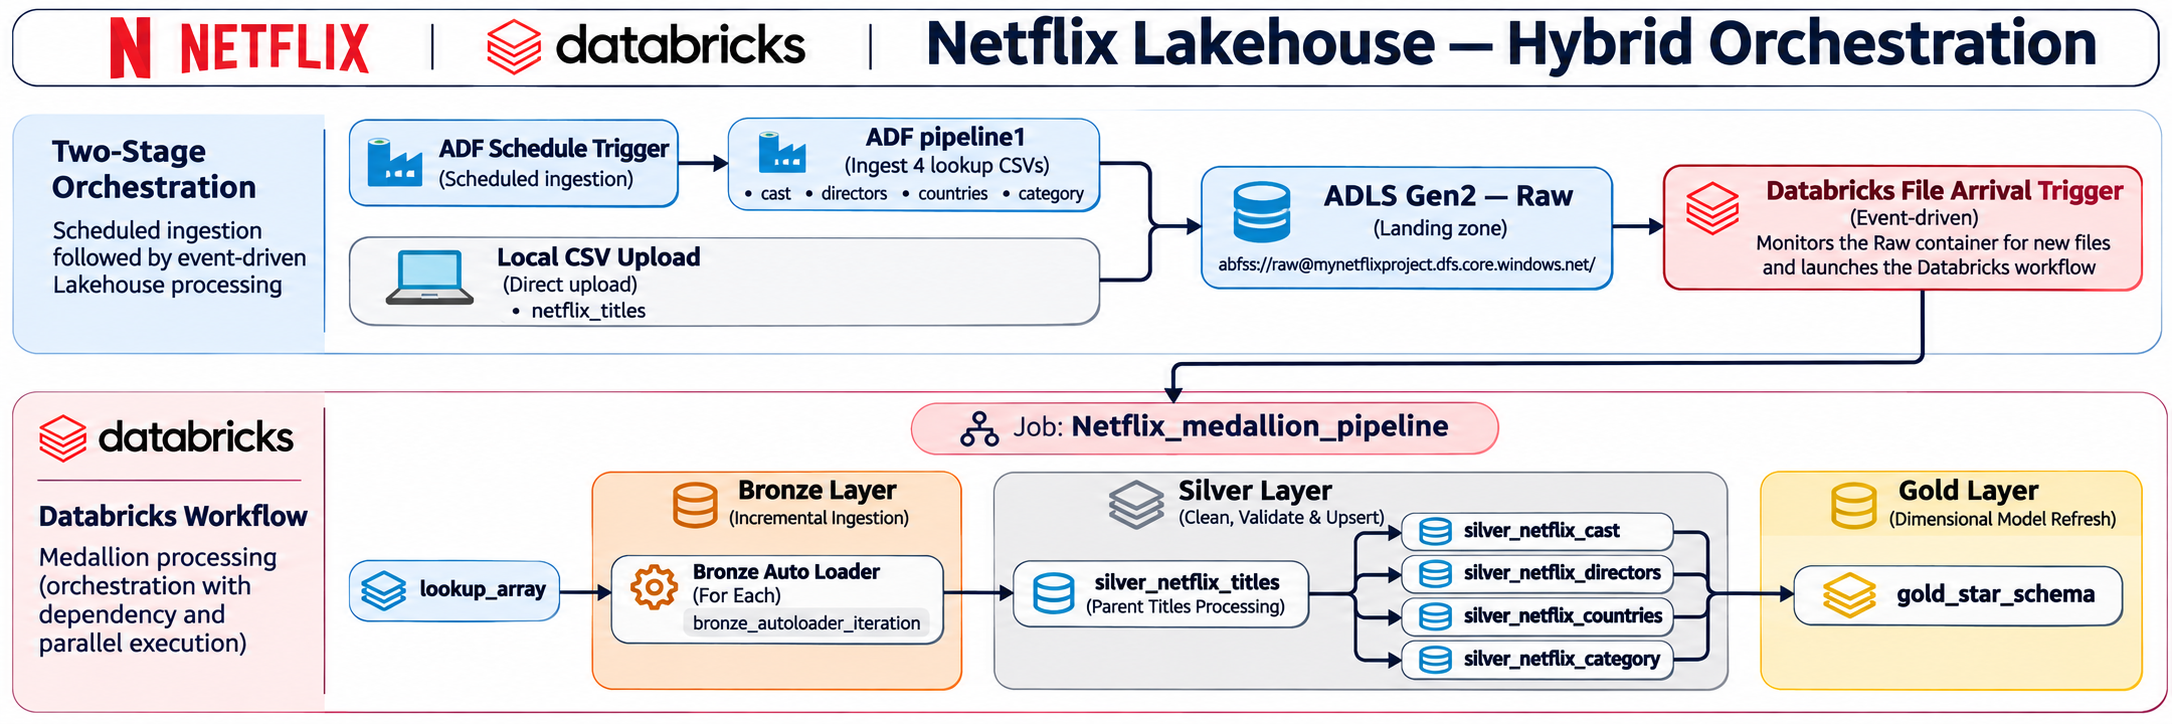 N NETFLIX | databricks | Netflix Lakehouse — Hybrid Orchestration
Two-Stage
Orchestration
Scheduled ingestion
followed by event-driven
Lakehouse processing
ADF Schedule Trigger
(Scheduled ingestion)
ADF pipeline1
(Ingest 4 lookup CSVs)
• cast • directors • countries • category
Local CSV Upload
(Direct upload)
• netflix_titles
ADLS Gen2 — Raw
(Landing zone)
abfss://raw@mynetflixproject.dfs.core.windows.net/
Databricks File Arrival Trigger
(Event-driven)
Monitors the Raw container for new files
and launches the Databricks workflow
databricks
Databricks Workflow
Medallion processing
(orchestration with
dependency and
parallel execution)
Job: Netflix_medallion_pipeline
lookup_array
Bronze Layer
(Incremental Ingestion)
Bronze Auto Loader
(For Each)
bronze_autoloader_iteration
Silver Layer
(Clean, Validate & Upsert)
silver_netflix_titles
(Parent Titles Processing)
silver_netflix_cast
silver_netflix_directors
silver_netflix_countries
silver_netflix_category
Gold Layer
(Dimensional Model Refresh)
gold_star_schema